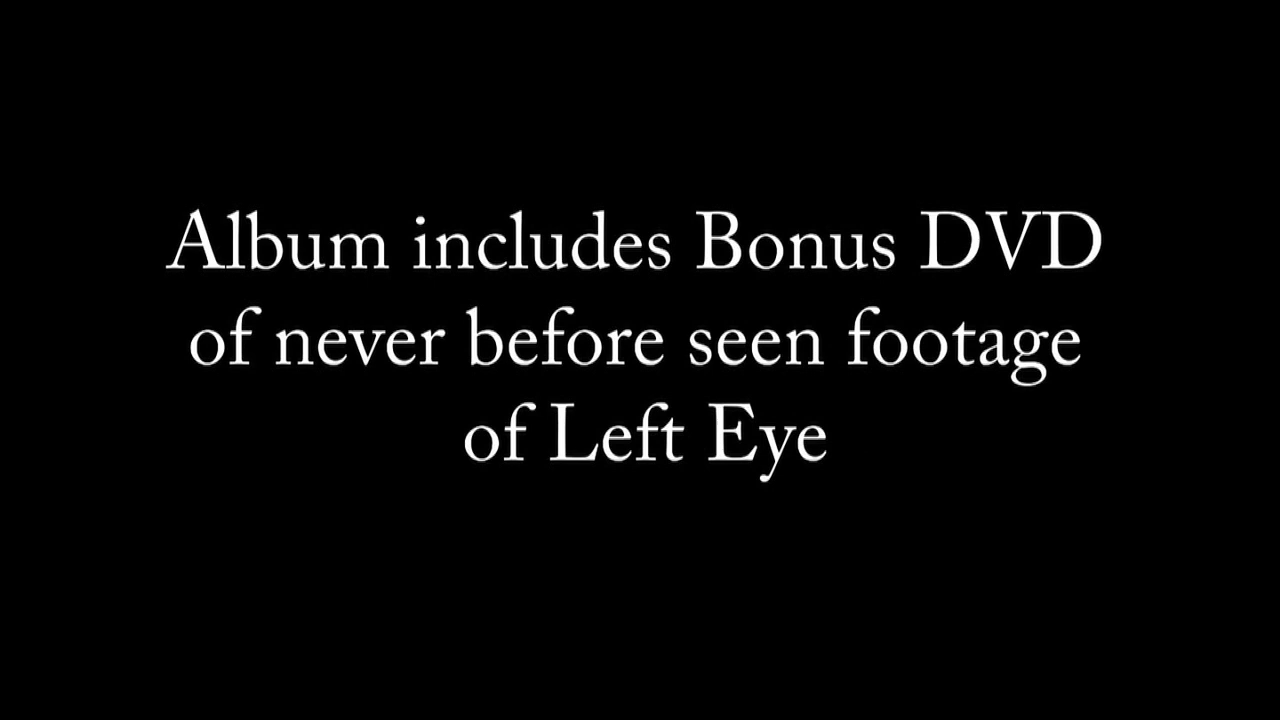 Album includes Bonus DVD
of never before seen footage
of Left Eye